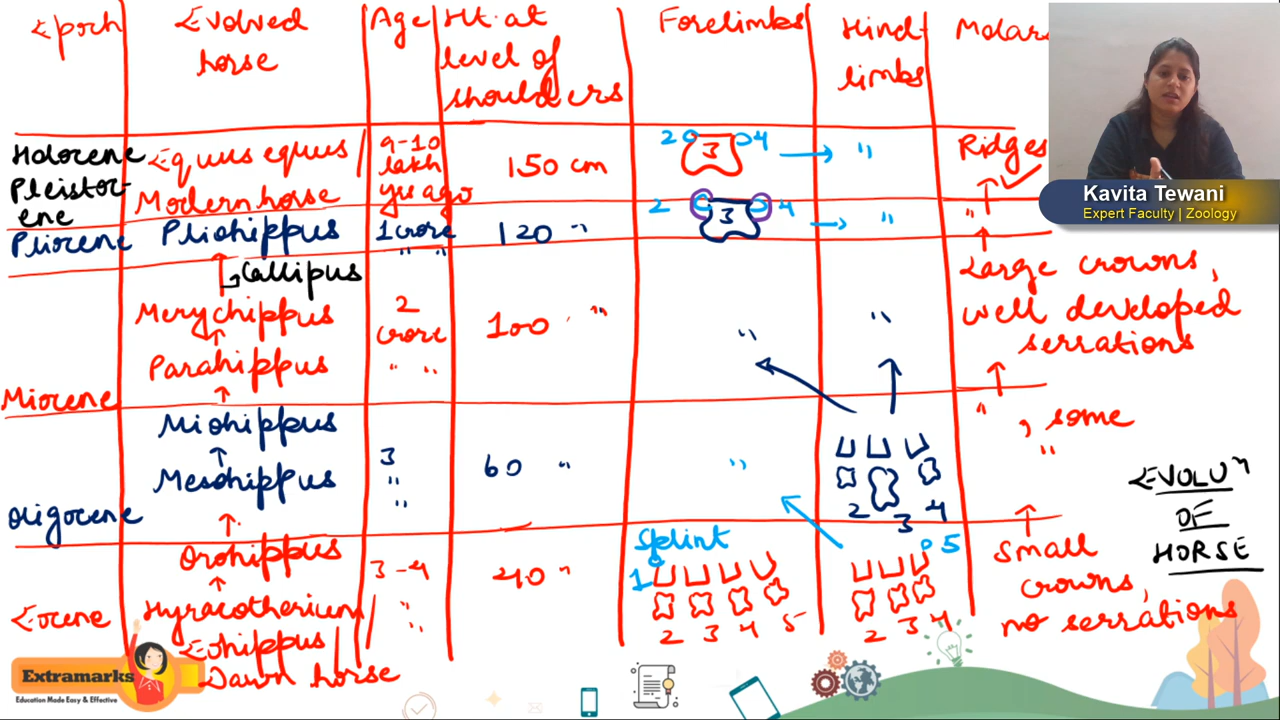 Epoch Evolved horse Age Ht. at level of shoulders Forelimbs Hind limbs Molars
Holocene Pleistocene Equus equus / Modern horse 9-10 lakh yrs ago 150 cm 2 3 4 → " Ridges
Pliocene Pliohippus 1 crore " " 120 " 2 3 4 → " "
Callipus
Merychippus 2 crore 100 " " " Large crowns, well developed serrations
Parahippus " "
Miocene
Miohippus " , some "
Mesohippus 3 " " 60 " " 2 3 4
Oligocene
Orohippus 3-4 " " 40 " Splint 1 2 3 4 5 2 3 4 5 Small crowns, no serrations
Eocene Hyracotherium / Eohippus / Dawn horse
EVOLUⁿ
OF
HORSE
Kavita Tewani
Expert Faculty | Zoology
Extramarks
Education Made Easy & Effective